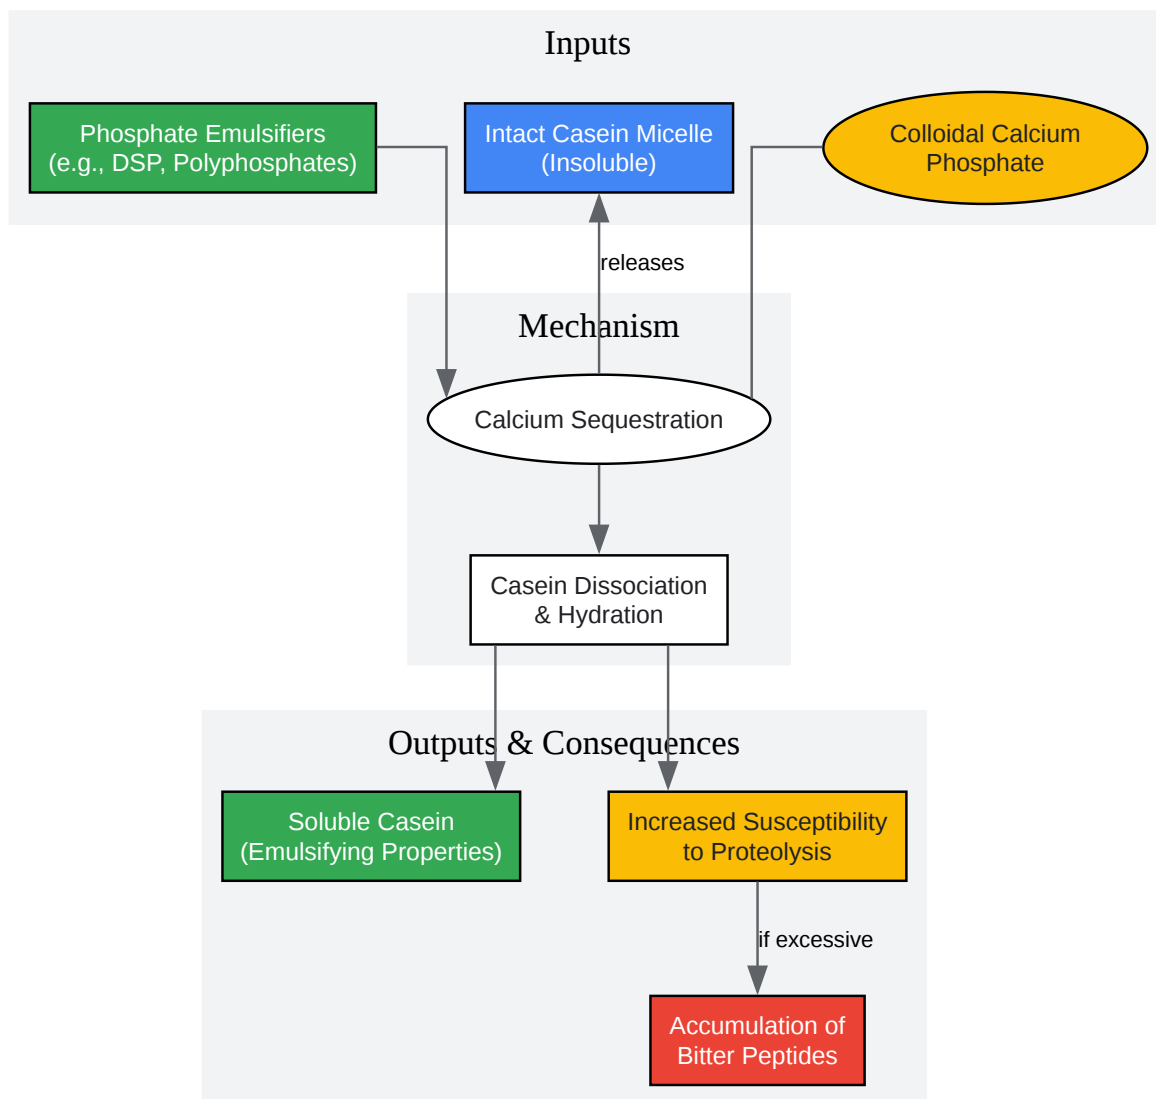 Inputs
Phosphate Emulsifiers
(e.g., DSP, Polyphosphates)
Intact Casein Micelle
(Insoluble)
Colloidal Calcium
Phosphate
releases
Mechanism
Calcium Sequestration
Casein Dissociation
& Hydration
Outputs & Consequences
Soluble Casein
(Emulsifying Properties)
Increased Susceptibility
to Proteolysis
if excessive
Accumulation of
Bitter Peptides